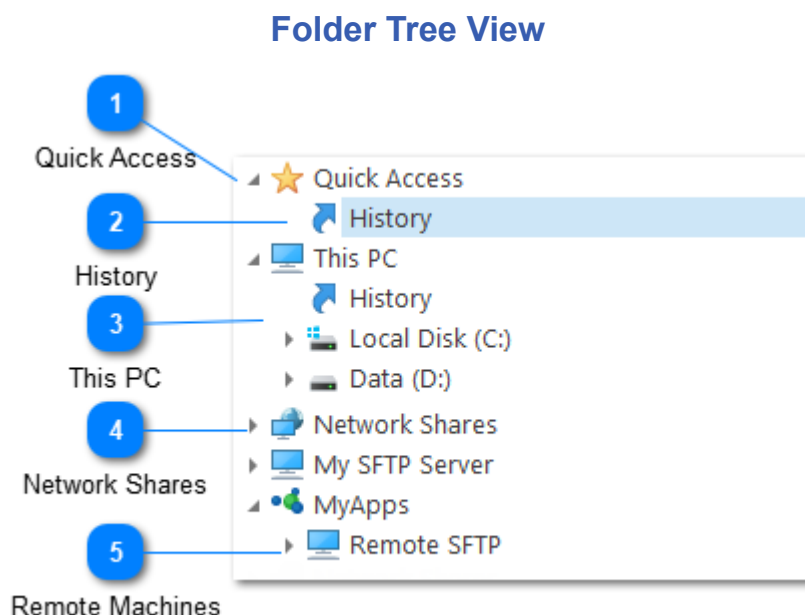 Folder Tree View
1
Quick Access
2
History
3
This PC
4
Network Shares
5
Remote Machines
Quick Access
History
This PC
History
Local Disk (C:)
Data (D:)
Network Shares
My SFTP Server
MyApps
Remote SFTP